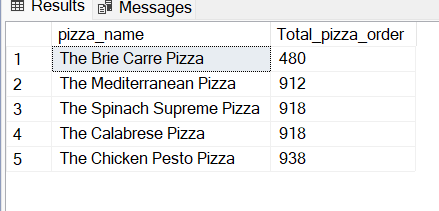 Results Messages
pizza_name Total_pizza_order
1 The Brie Carre Pizza 480
2 The Mediterranean Pizza 912
3 The Spinach Supreme Pizza 918
4 The Calabrese Pizza 918
5 The Chicken Pesto Pizza 938